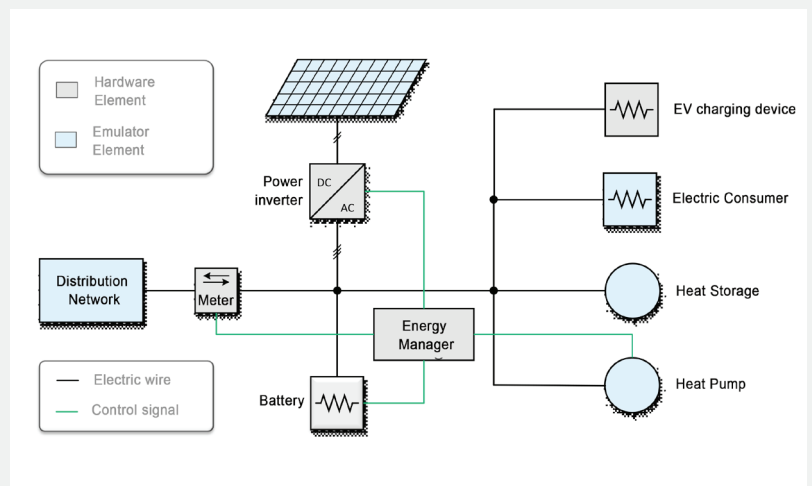 Hardware
Element
Emulator
Element
Power
inverter
DC
AC
EV charging device
Electric Consumer
Distribution
Network
Meter
Heat Storage
Energy
Manager
Electric wire
Control signal
Battery
Heat Pump